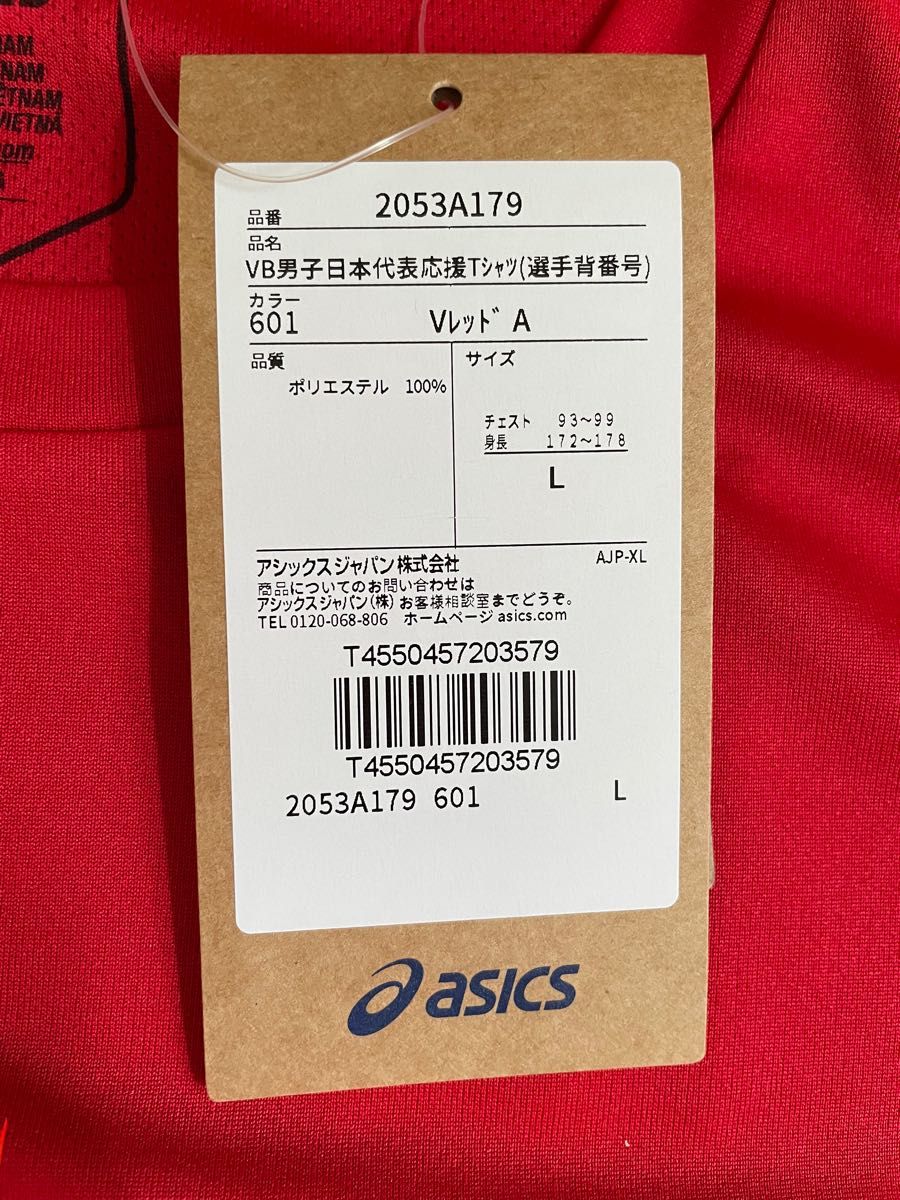 NAM
ETNAM
VIETNA
品番 2053A179
品名
VB男子日本代表応援Tシャツ(選手背番号)
カラー
601 Vレッド A
品質 サイズ
ポリエステル 100%
チェスト 93~99
身長 172~178
L
アシックスジャパン株式会社 AJP-XL
商品についてのお問い合わせは
アシックスジャパン(株)お客様相談室までどうぞ。
TEL 0120-068-806 ホームページ asics.com
T4550457203579
T4550457203579
2053A179 601 L
asics